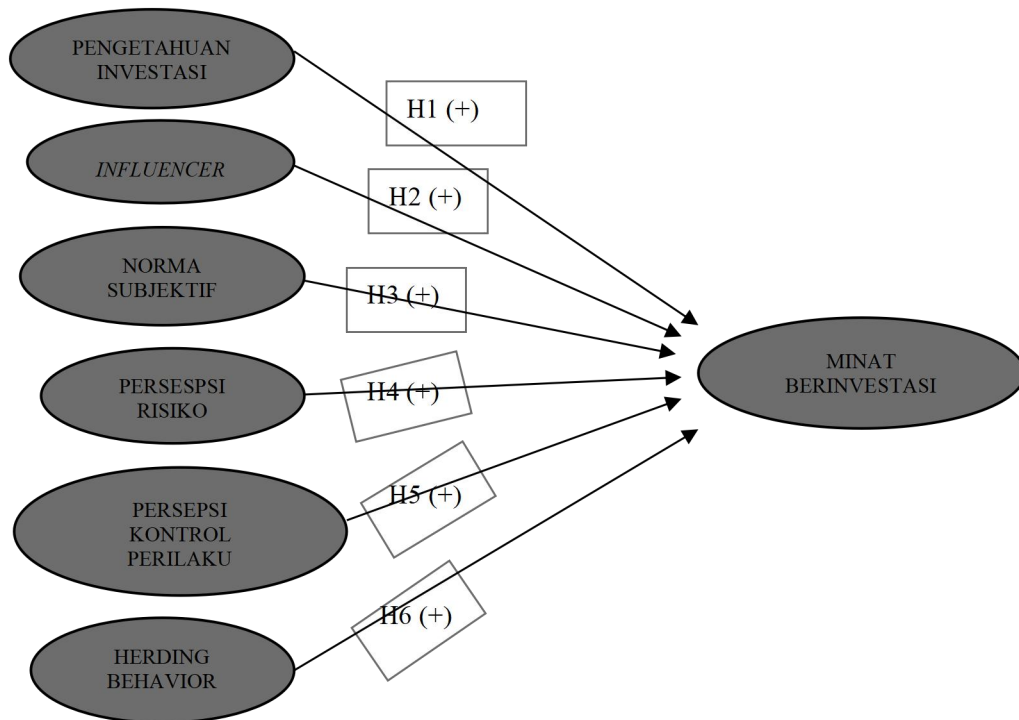 PENGETAHUAN
INVESTASI
H1 (+)
INFLUENCER
H2 (+)
NORMA
SUBJEKTIF
H3 (+)
PERSESPSI
RISIKO
H4 (+)
MINAT
BERINVESTASI
PERSEPSI
KONTROL
PERILAKU
H5 (+)
HERDING
BEHAVIOR
H6 (+)